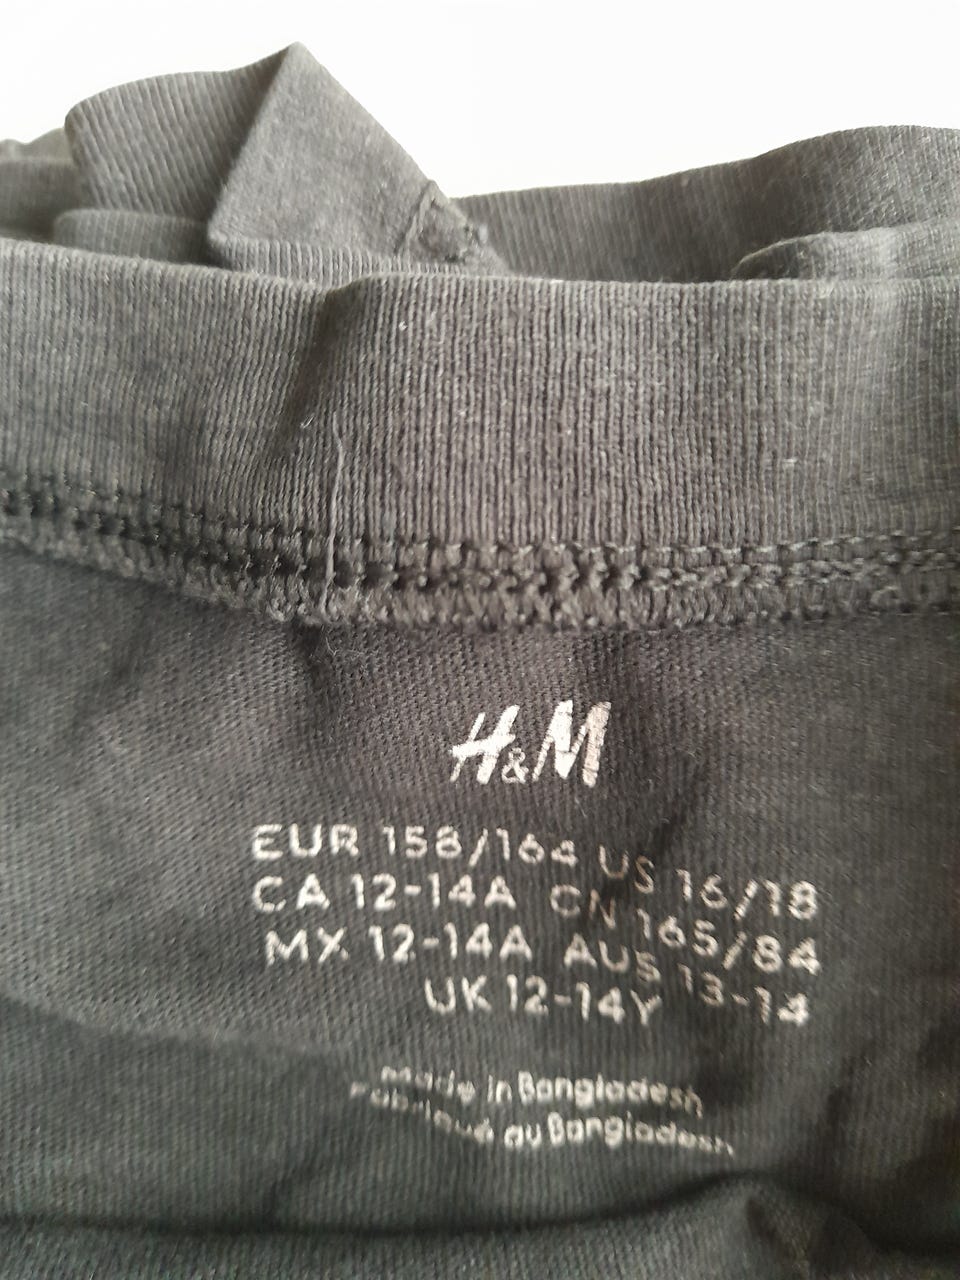 H&M
EUR 158/164 US 16/18
CA 12-14A CN 165/84
MX 12-14A AUS 13-14
UK 12-14Y
Made in Bangladesh
Fabriqué au Bangladesh